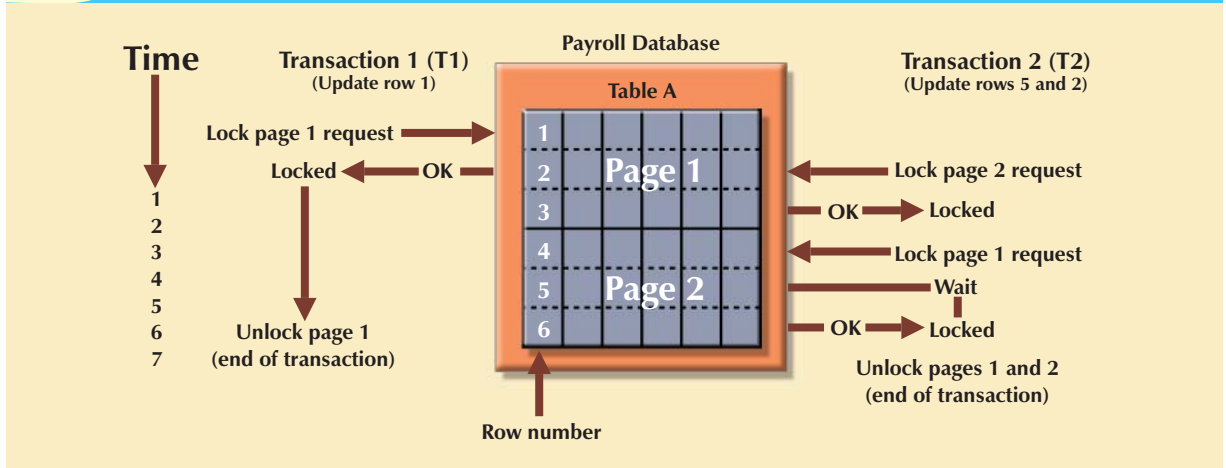 Payroll Database
Time
Transaction 1 (T1)
(Update row 1)
Transaction 2 (T2)
(Update rows 5 and 2)
Table A
Lock page 1 request
Locked
OK
1
2
3
4
5
6
7
Unlock page 1
(end of transaction)
1
2
3
4
5
6
Page 1
Page 2
Row number
Lock page 2 request
OK
Locked
Lock page 1 request
Wait
OK
Locked
Unlock pages 1 and 2
(end of transaction)